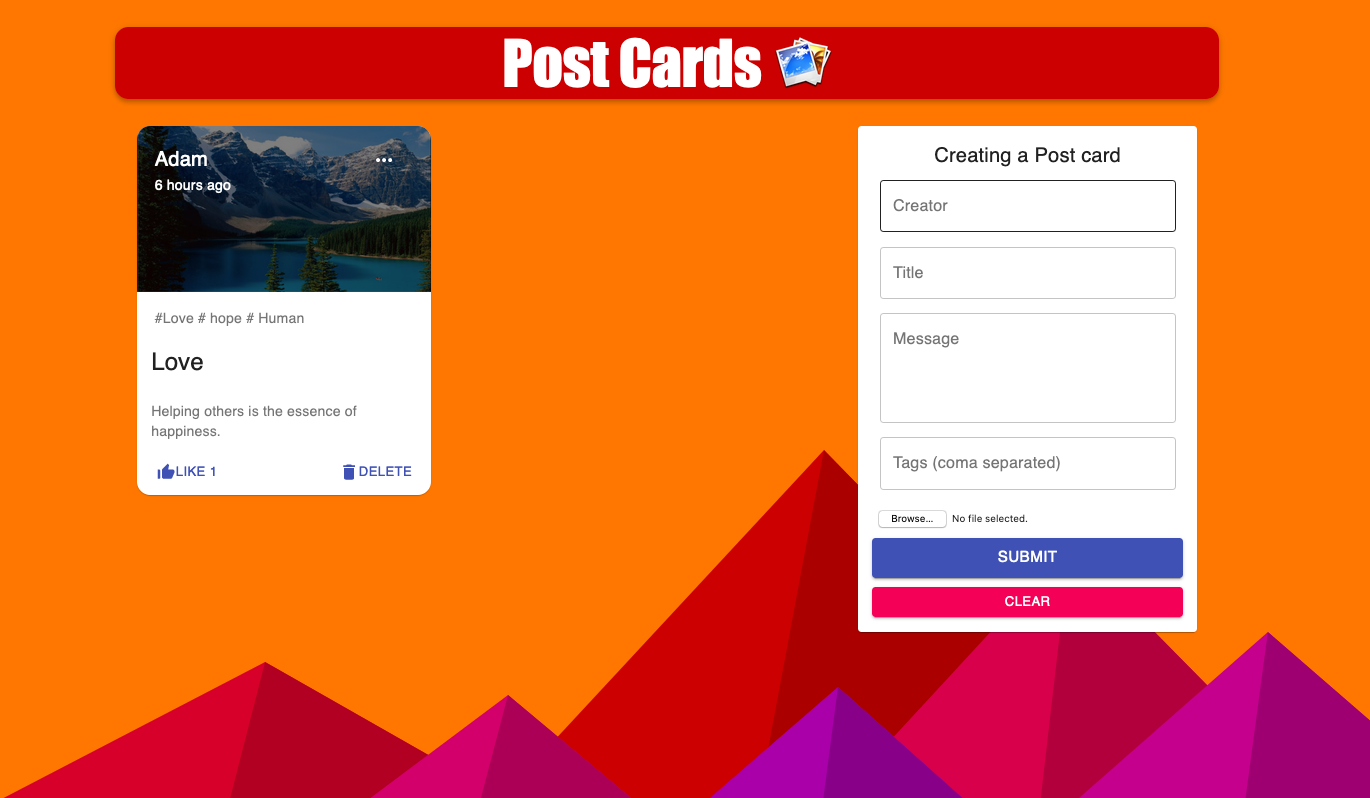 Post Cards
Adam
6 hours ago
#Love # hope # Human
Love
Helping others is the essence of
happiness.
LIKE 1
DELETE
Creating a Post card
Creator
Title
Message
Tags (coma separated)
Browse... No file selected.
SUBMIT
CLEAR